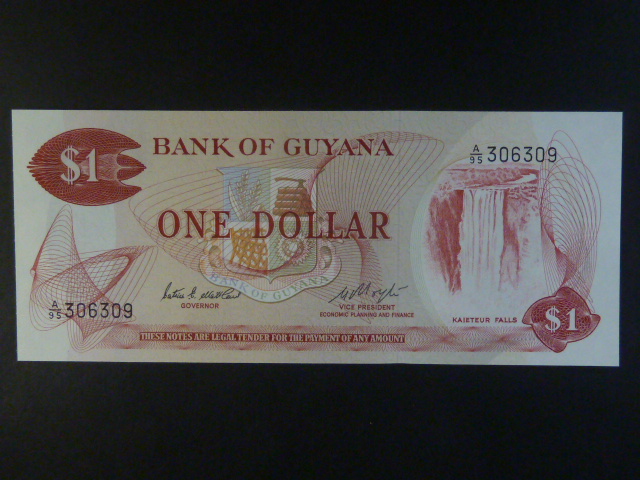 $1
BANK OF GUYANA
A/95 306309
ONE DOLLAR
BANK OF GUYANA
A/95 306309
GOVERNOR
VICE PRESIDENT
ECONOMIC PLANNING AND FINANCE
KAIETEUR FALLS
$1
THESE NOTES ARE LEGAL TENDER FOR THE PAYMENT OF ANY AMOUNT